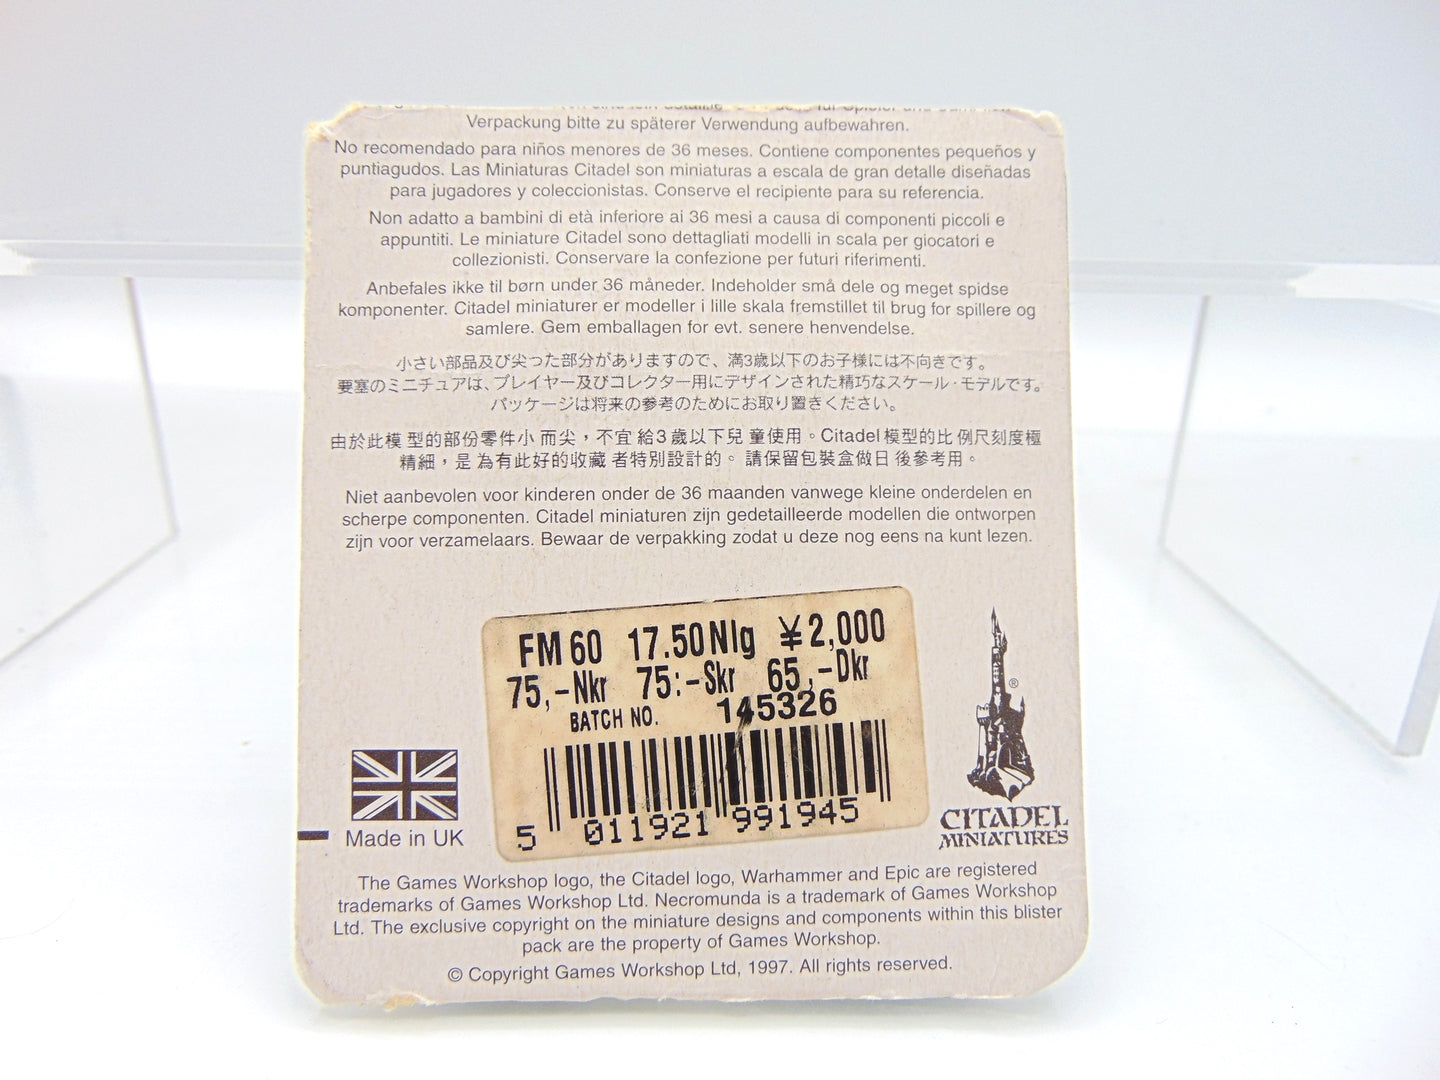 Verpackung bitte zu späterer Verwendung aufbewahren.
No recomendado para niños menores de 36 meses. Contiene componentes pequeños y
puntiagudos. Las Miniaturas Citadel son miniaturas a escala de gran detalle diseñadas
para jugadores y coleccionistas. Conserve el recipiente para su referencia.
Non adatto a bambini di età inferiore ai 36 mesi a causa di componenti piccoli e
appuntiti. Le miniature Citadel sono dettagliati modelli in scala per giocatori e
collezionisti. Conservare la confezione per futuri riferimenti.
Anbefales ikke til børn under 36 måneder. Indeholder små dele og meget spidse
komponenter. Citadel miniaturer er modeller i lille skala fremstillet til brug for spillere og
samlere. Gem emballagen for evt. senere henvendelse.
小さい部品及び尖った部分がありますので、満3歳以下のお子様には不向きです。
要塞のミニチュアは、プレイヤー及びコレクター用にデザインされた精巧なスケール・モデルです。
パッケージは将来の参考のためにお取り置きください。
由於此模 型的部份零件小 而尖，不宜 給3 歲以下兒 童使用。Citadel 模型的比 例尺刻度極
精細，是 為有此好的收藏 者特別設計的。 請保留包裝盒做日 後參考用。
Niet aanbevolen voor kinderen onder de 36 maanden vanwege kleine onderdelen en
scherpe componenten. Citadel miniaturen zijn gedetailleerde modellen die ontworpen
zijn voor verzamelaars. Bewaar de verpakking zodat u deze nog eens na kunt lezen.
FM 60 17.50 Nlg ¥2,000
75,-Nkr 75:-Skr 65,-Dkr
BATCH NO. 145326
5 011921 991945
®
CITADEL
MINIATURES
Made in UK
The Games Workshop logo, the Citadel logo, Warhammer and Epic are registered
trademarks of Games Workshop Ltd. Necromunda is a trademark of Games Workshop
Ltd. The exclusive copyright on the miniature designs and components within this blister
pack are the property of Games Workshop.
© Copyright Games Workshop Ltd, 1997. All rights reserved.